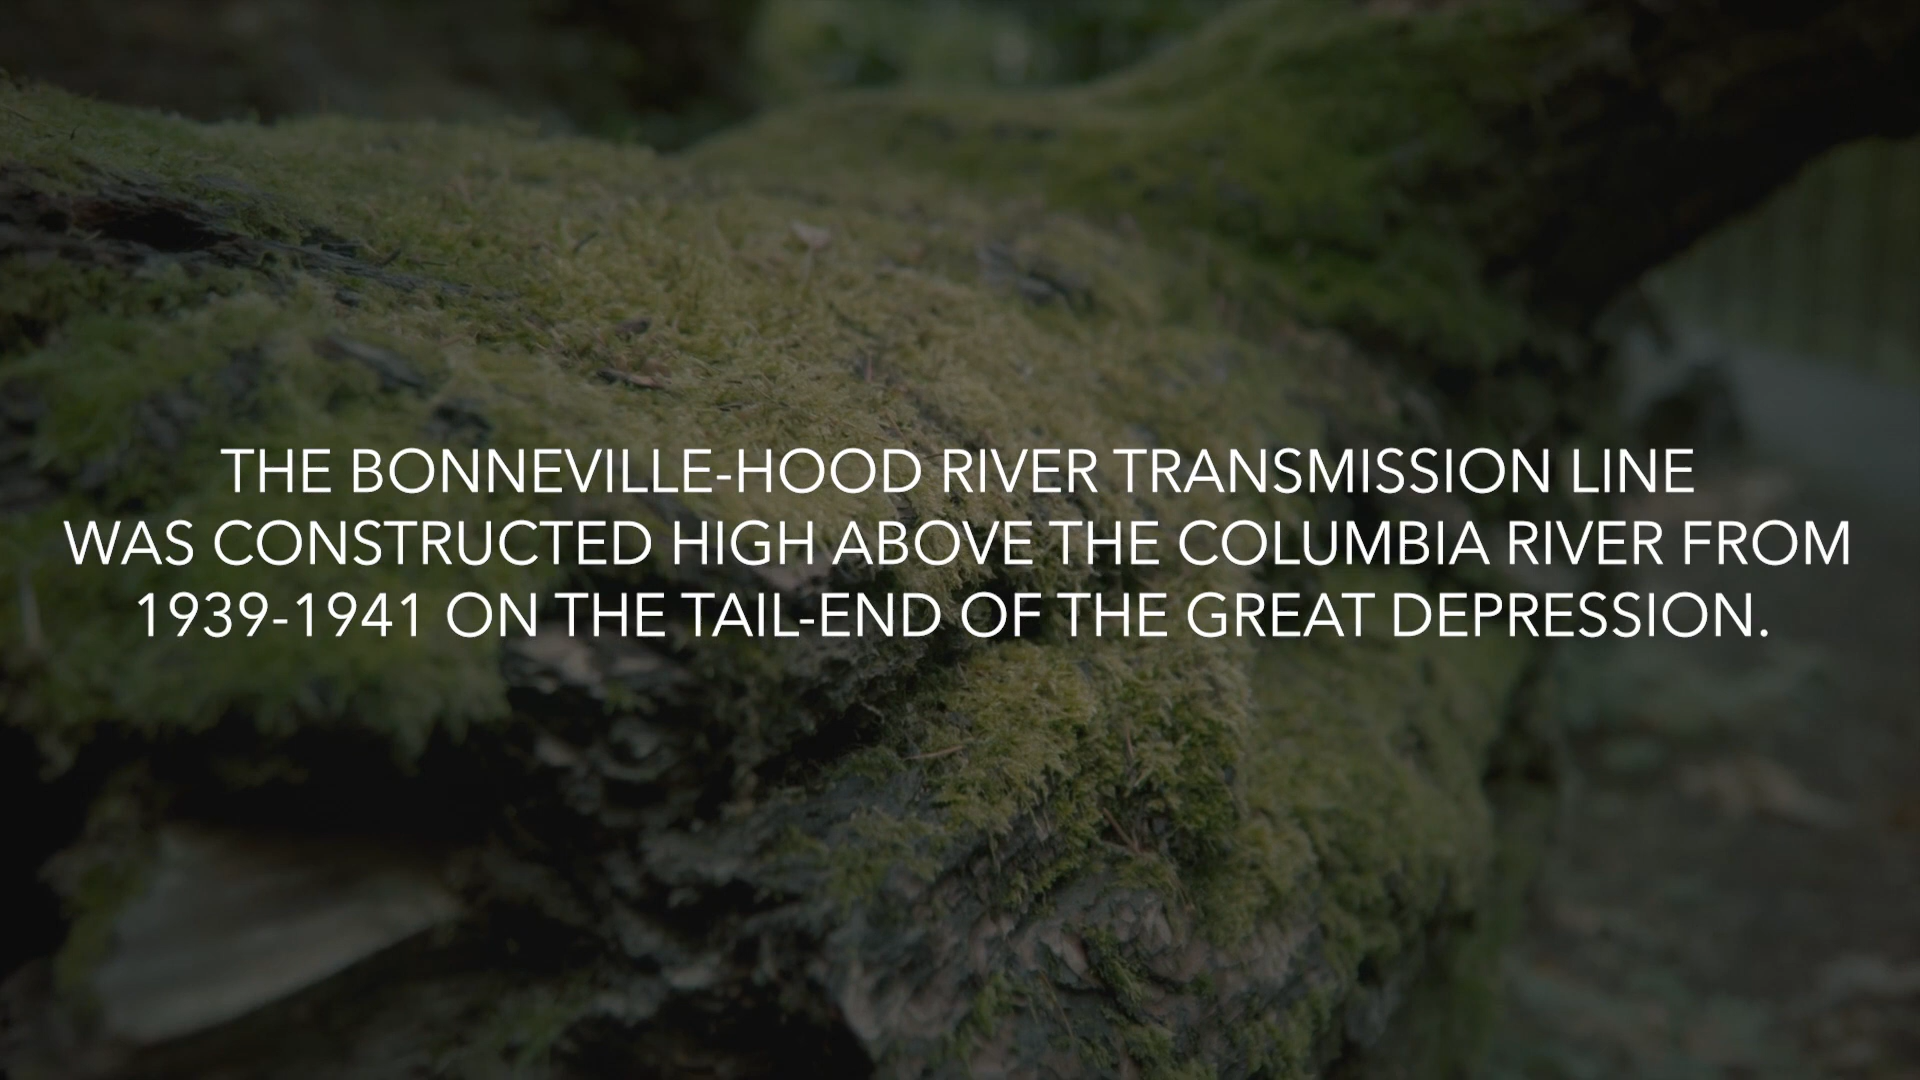 THE BONNEVILLE-HOOD RIVER TRANSMISSION LINE
WAS CONSTRUCTED HIGH ABOVE THE COLUMBIA RIVER FROM
1939-1941 ON THE TAIL-END OF THE GREAT DEPRESSION.